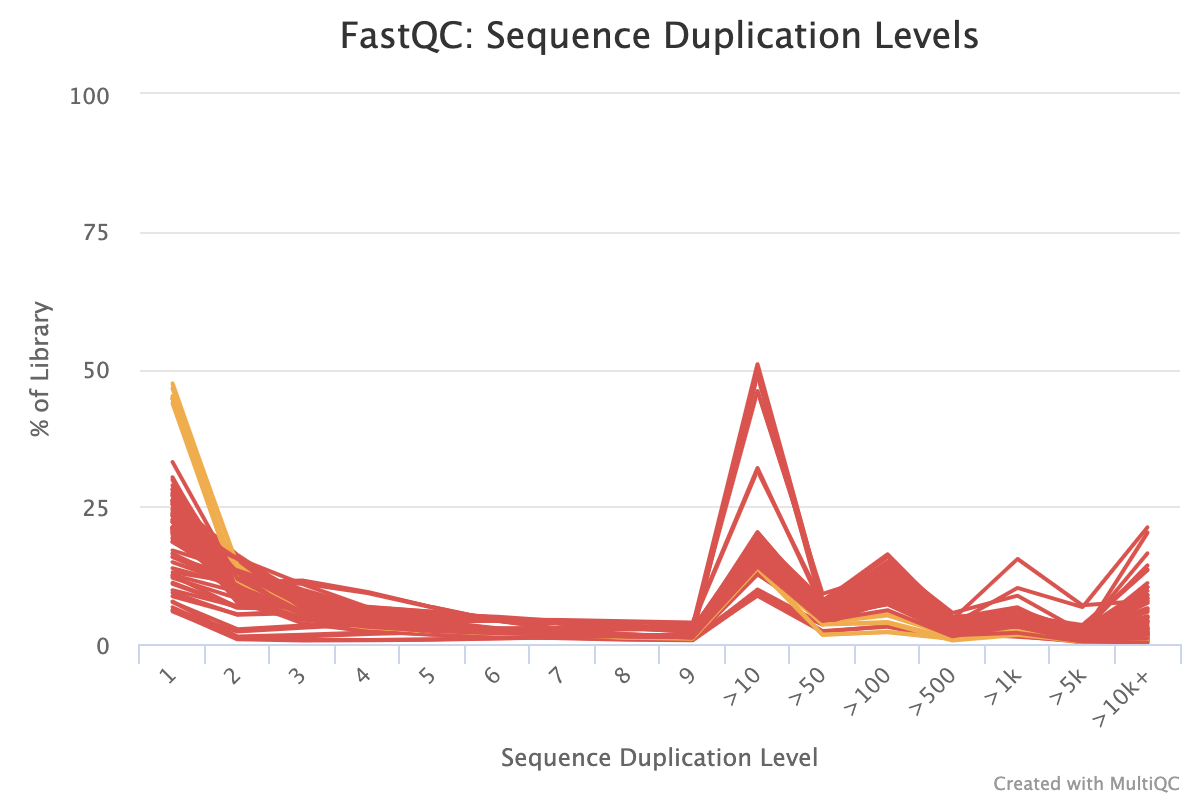 FastQC: Sequence Duplication Levels
100
75
50
25
0
% of Library
1
2
3
4
5
6
7
8
9
>10
>50
>100
>500
>1k
>5k
>10k+
Sequence Duplication Level
Created with MultiQC